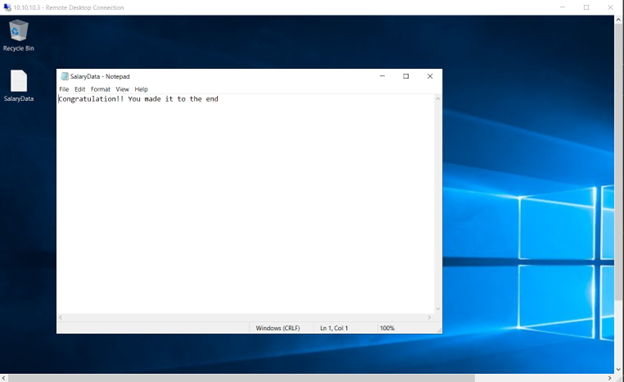 10.10.10.3 - Remote Desktop Connection
Recycle Bin
SalaryData
SalaryData - Notepad
File Edit Format View Help
Congratulation!! You made it to the end
Windows (CRLF) Ln 1, Col 1 100%